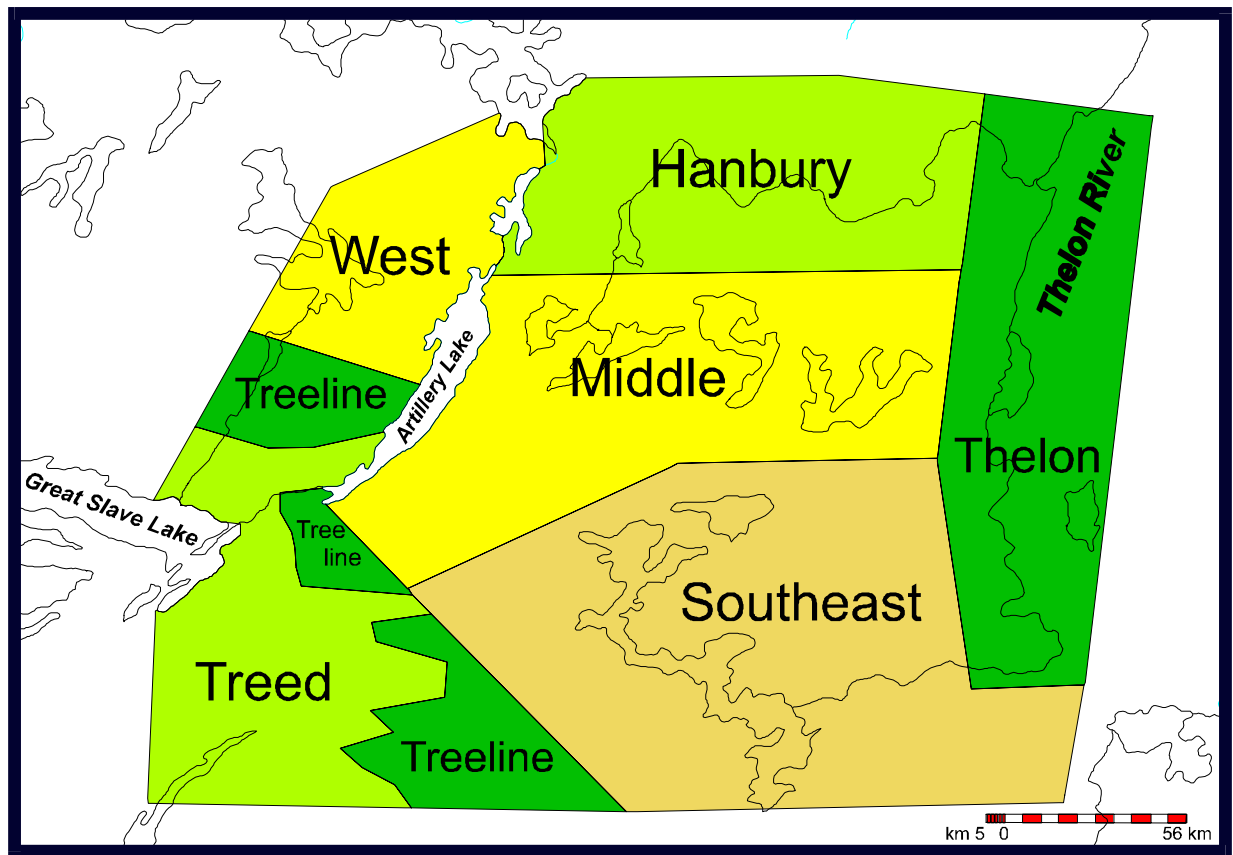 Hanbury
Thelon River
West
Artillery Lake
Middle
Treeline
Thelon
Great Slave Lake
Tree
line
Southeast
Treed
Treeline
km 5 0 56 km